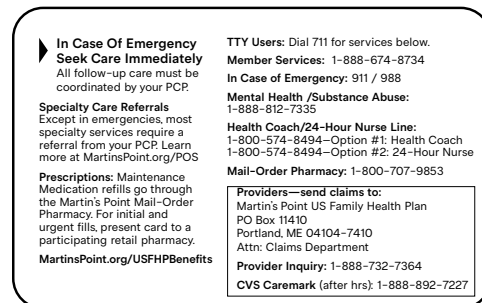 In Case Of Emergency
Seek Care Immediately
All follow-up care must be
coordinated by your PCP.
Specialty Care Referrals
Except in emergencies, most
specialty services require a
referral from your PCP. Learn
more at MartinsPoint.org/POS
Prescriptions: Maintenance
Medication refills go through
the Martin's Point Mail-Order
Pharmacy. For initial and
urgent fills, present card to a
participating retail pharmacy.
MartinsPoint.org/USFHPBenefits
TTY Users: Dial 711 for services below.
Member Services: 1-888-674-8734
In Case of Emergency: 911 / 988
Mental Health /Substance Abuse:
1-888-812-7335
Health Coach/24-Hour Nurse Line:
1-800-574-8494—Option #1: Health Coach
1-800-574-8494—Option #2: 24-Hour Nurse
Mail-Order Pharmacy: 1-800-707-9853
Providers—send claims to:
Martin's Point US Family Health Plan
PO Box 11410
Portland, ME 04104-7410
Attn: Claims Department
Provider Inquiry: 1-888-732-7364
CVS Caremark (after hrs): 1-888-892-7227